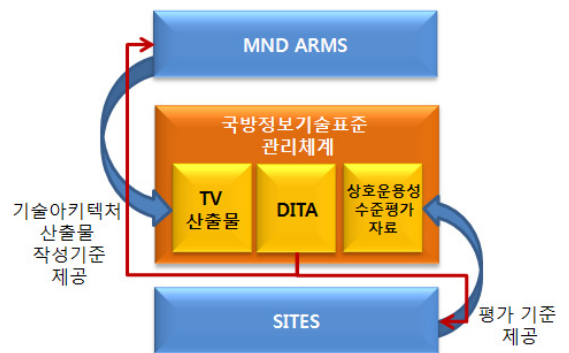 MND ARMS
국방정보기술표준
관리체계
TV
산출물
DITA
상호운용성
수준평가
자료
기술아키텍처
산출물
작성기준
제공
SITES
평가 기준
제공